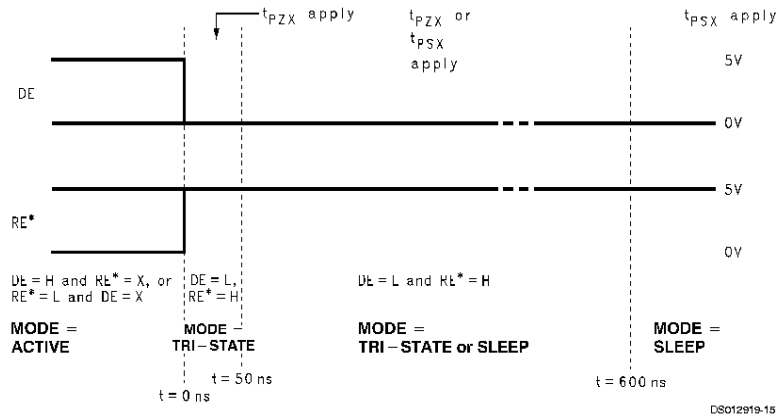 tPZX apply
tPZX or
tPSX
apply
tPSX apply
DE
5V
0V
RE*
5V
0V
DE = H and RE* = X, or
RE* = L and DE = X
DE = L,
RE* = H
DE = L and RE* = H
MODE =
ACTIVE
MODE –
TRI–STATE
MODE =
TRI–STATE or SLEEP
MODE =
SLEEP
t = 0 ns
t = 50 ns
t = 600 ns
DS012919-15